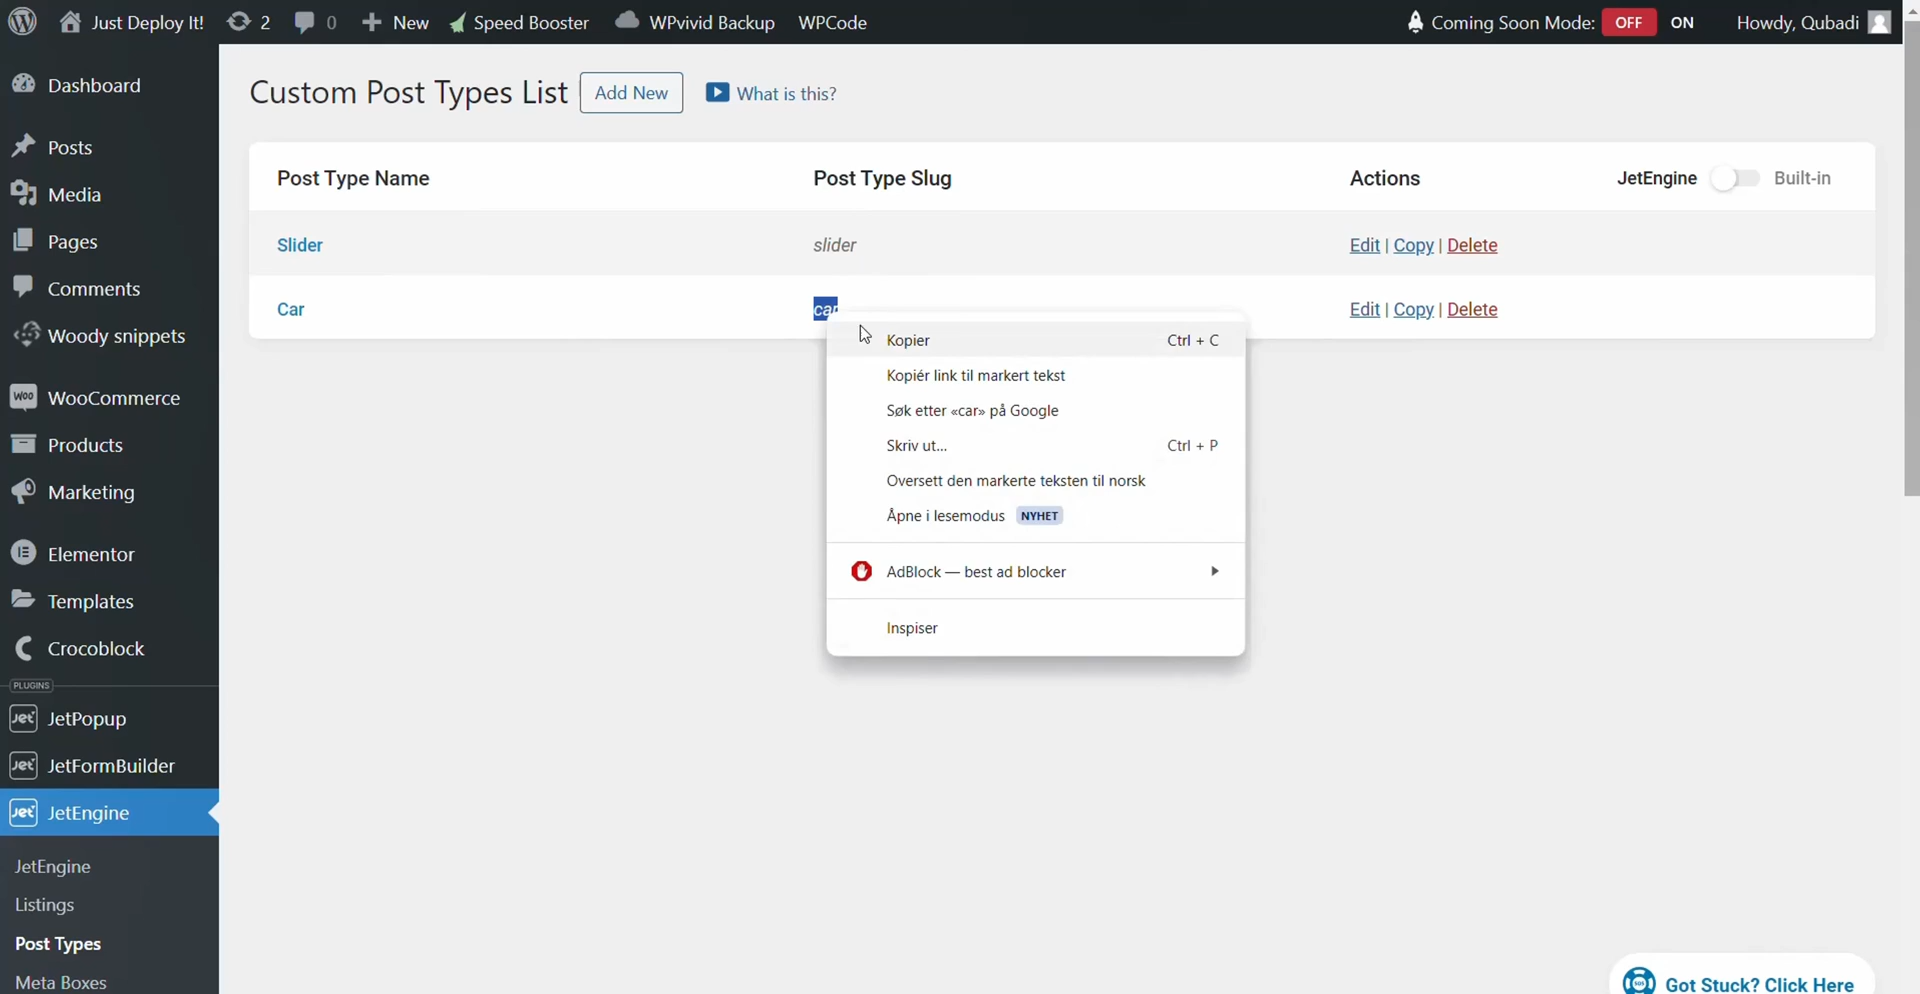 Just Deploy It! 2 0 New Speed Booster WPvivid Backup WPCode Coming Soon Mode: OFF ON Howdy, Qubadi
Dashboard
Posts
Media
Pages
Comments
Woody snippets
Woo WooCommerce
Products
Marketing
Elementor
Templates
Crocoblock
PLUGINS
Jet JetPopup
Jet JetFormBuilder
Jet JetEngine
JetEngine
Listings
Post Types
Meta Boxes
Custom Post Types List Add New What is this?
Post Type Name Post Type Slug Actions JetEngine Built-in
Slider slider Edit | Copy | Delete
Car car Edit | Copy | Delete
Kopier Ctrl + C
Kopiér link til markert tekst
Søk etter «car» på Google
Skriv ut... Ctrl + P
Oversett den markerte teksten til norsk
Åpne i lesemodus NYHET
AdBlock — best ad blocker
Inspiser
Got Stuck? Click Here